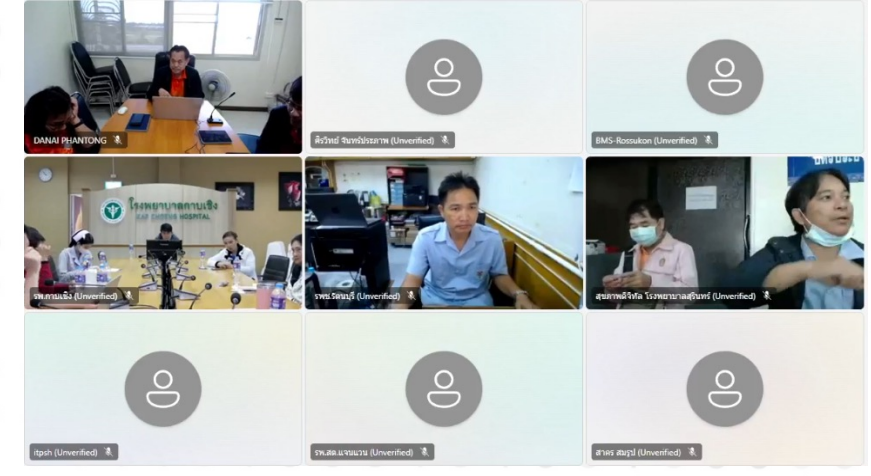 DANAI PHANTONG
ศิรวิทย์ จันทร์ประภาพ (Unverified)
BMS-Rossukon (Unverified)
โรงพยาบาลกาบเชิง
KAP CHOENG HOSPITAL
รพ.กาบเชิง (Unverified)
รพช.รัตนบุรี (Unverified)
สุขภาพดิจิทัล โรงพยาบาลสุรินทร์ (Unverified)
itpsh (Unverified)
รพ.สต.แจนแวน (Unverified)
สาคร สมรูป (Unverified)